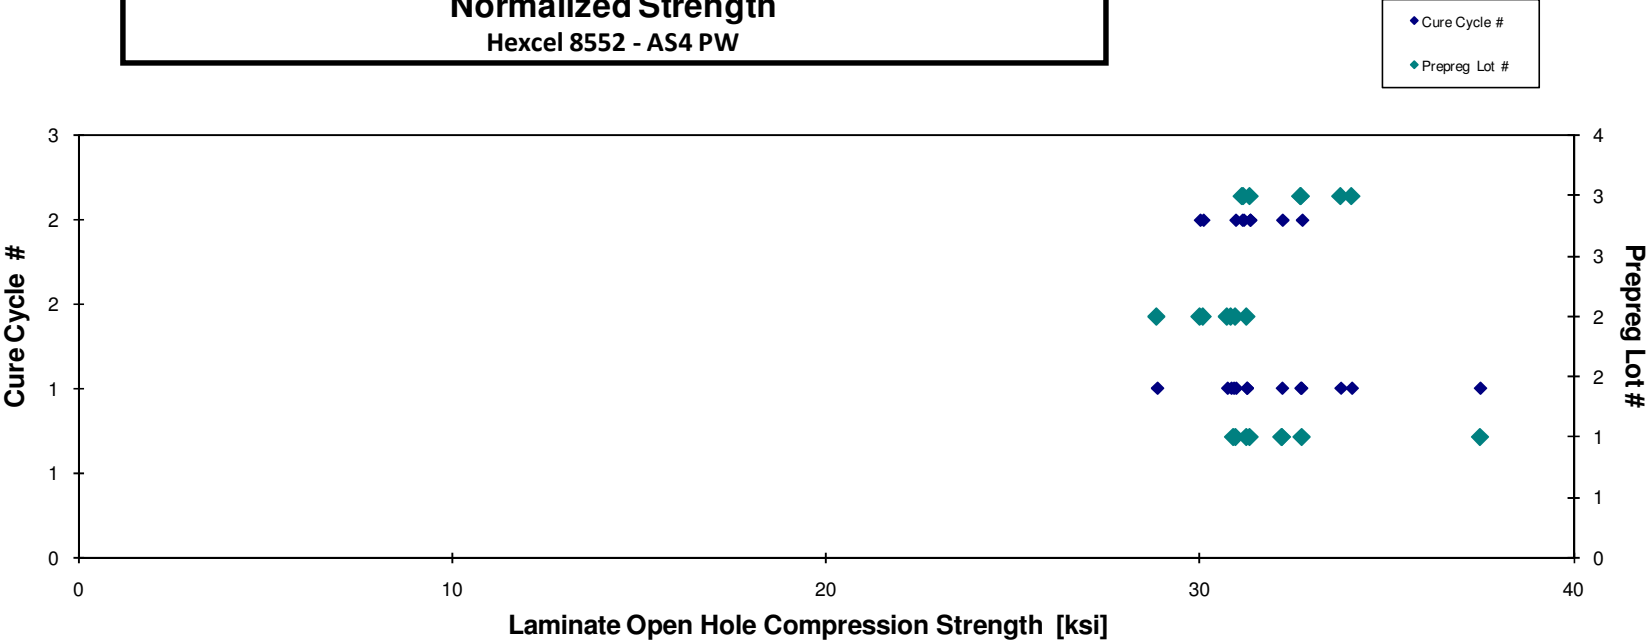 Normalized Strength
Hexcel 8552 - AS4 PW
Cure Cycle #
Prepreg Lot #
3
2
2
1
1
0
4
3
3
2
2
1
1
0
Cure Cycle #
Prepreg Lot #
0 10 20 30 40
Laminate Open Hole Compression Strength [ksi]